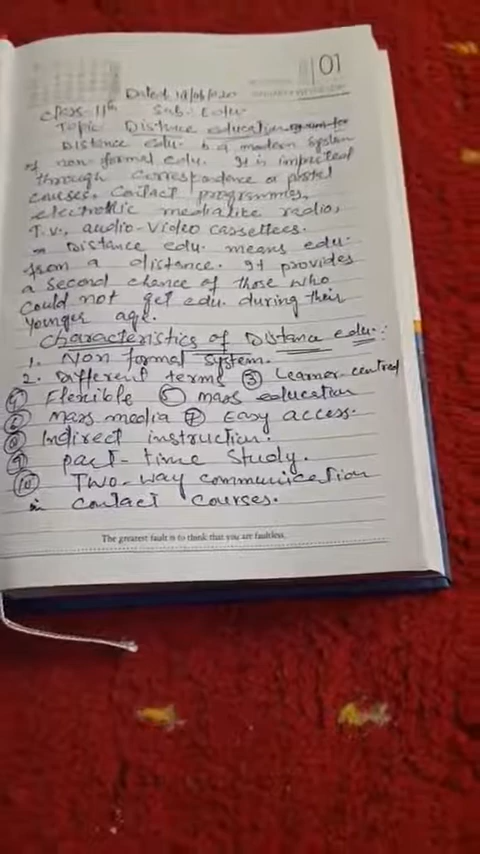 01
Dated 18/06/2020
Class-11th Sub:- Edu.
Topic Distance education
Distance edu. is a modern system
of non-formal edu. It is imparted
through correspondence or postal
courses, contact programmes,
electronic media like radio,
T.V., audio-video cassettees.
→ Distance edu. means edu.
from a distance. It provides
a second chance of those who
could not get edu. during their
younger age.
Characteristics of Distance edu.:
1. Non formal system.
2. Different terms ③ Learner-centred
④ Flexible ⑤ mass education
⑥ Mass media ⑦ Easy access.
⑧ Indirect instruction.
⑨ part-time study.
⑩ Two-way communication
in contact courses.
The greatest fault is to think that you are faultless.